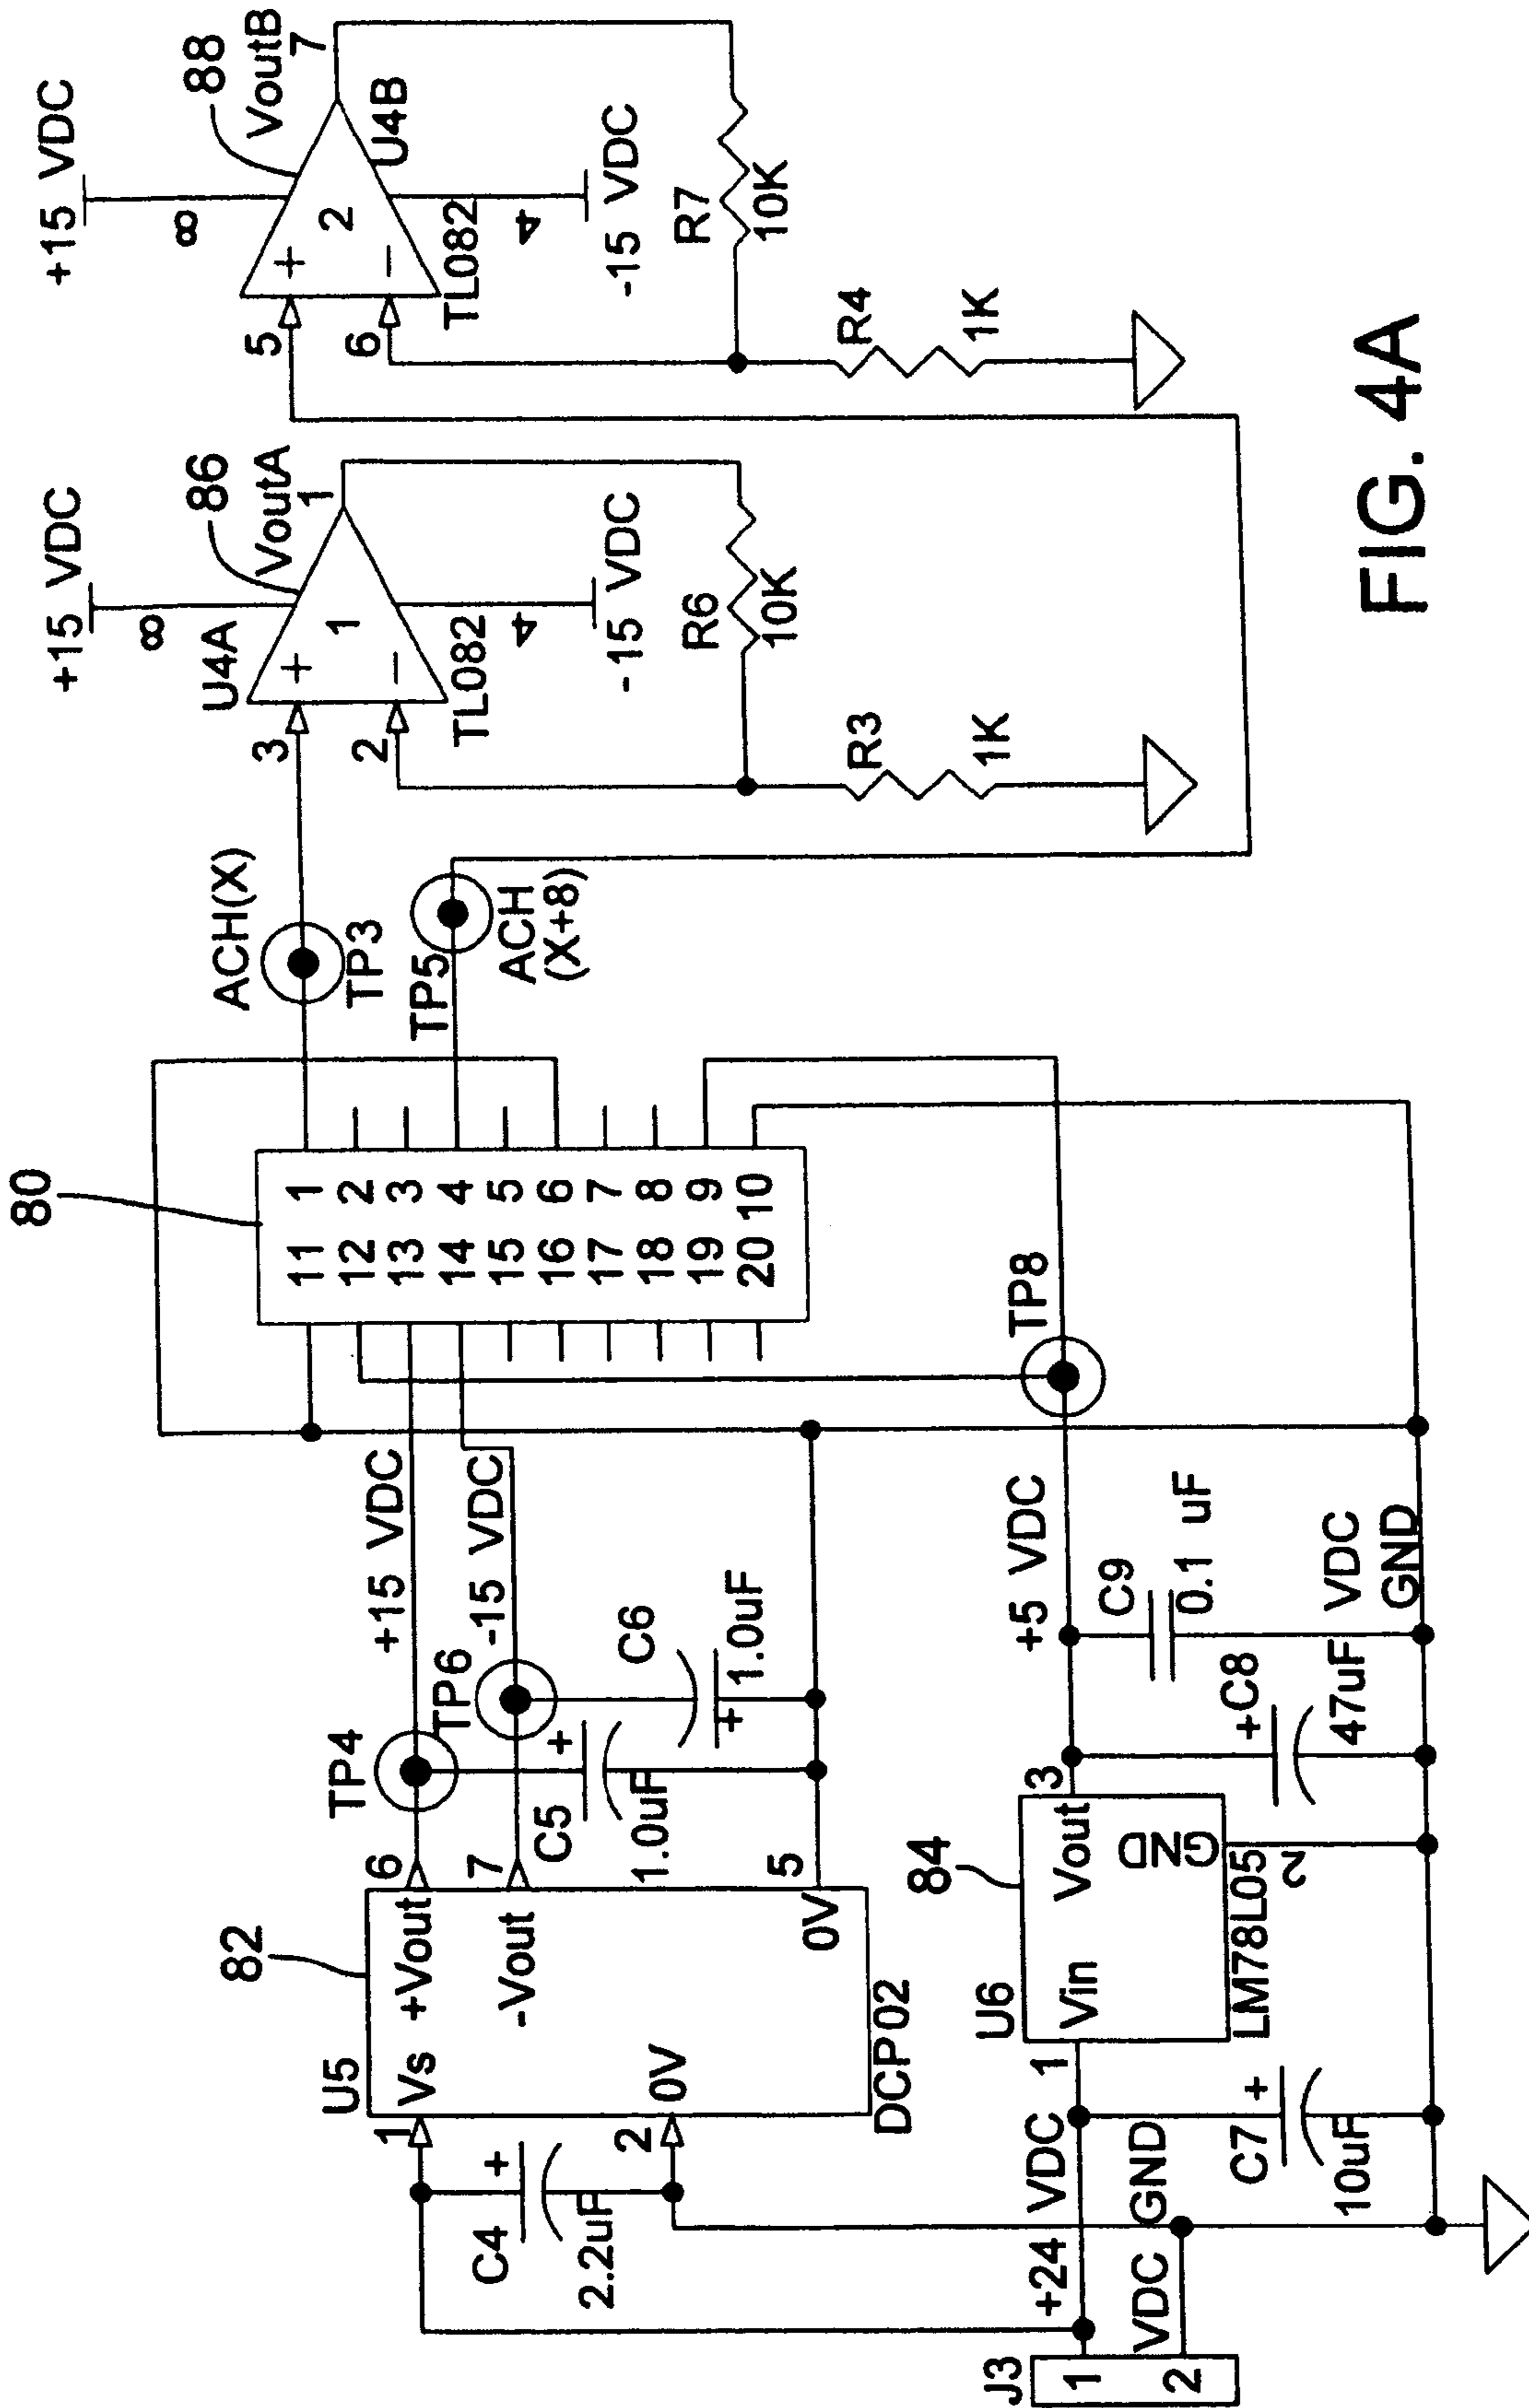 J3
1
2
+24 VDC
VDC GND
C4
+
2.2uF
U5
82
1
2
Vs
0V
+Vout
-Vout
0V
DCP02
6
7
5
TP4
TP6
+15 VDC
-15 VDC
C5
+
1.0uF
C6
+
1.0uF
C7
+
10uF
U6
84
1
Vin
Vout
GND
LM78L05
3
2
+5 VDC
+C8
47uF
C9
0.1 uF
VDC
GND
TP8
80
11 1
12 2
13 3
14 4
15 5
16 6
17 7
18 8
19 9
20 10
ACH(X)
TP3
TP5
ACH
(X+8)
+15 VDC
8
U4A
86
VoutA
1
3
+
1
2
−
TL082
4
-15 VDC
R6
10K
R3
1K
+15 VDC
8
88
VoutB
7
5
+
2
6
−
U4B
TL082
4
-15 VDC
R7
10K
R4
1K
FIG. 4A